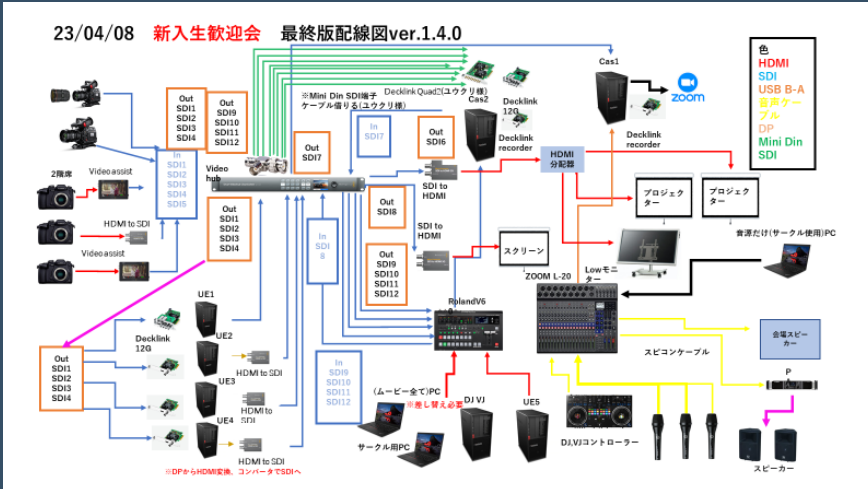 23/04/08 新入生歓迎会 最終版配線図ver.1.4.0
色
HDMI
SDI
USB B-A
音声ケーブル
DP
Mini Din
SDI
Cas1
zoom
Decklink
recorder
※Mini Din SDI端子
ケーブル借りる(ユウクリ様)
Cas2
Decklink
12G
Decklink
recorder
Out
SDI1
SDI2
SDI3
SDI4
Out
SDI9
SDI10
SDI11
SDI12
Out
SDI7
In
SDI7
Out
SDI6
HDMI
分配器
In
SDI1
SDI2
SDI3
SDI4
SDI5
Video
hub
SDI to
HDMI
2階席
Video assist
HDMI to SDI
Video assist
Out
SDI1
SDI2
SDI3
SDI4
In
SDI
8
Out
SDI8
SDI to
HDMI
Out
SDI9
SDI10
SDI11
SDI12
プロジェクター
プロジェクター
スクリーン
Lowモニター
音源だけ(サークル使用)PC
ZOOM L-20
UE1
Decklink
12G
UE2
HDMI to SDI
UE3
HDMI to
SDI
UE4
HDMI to SDI
Out
SDI1
SDI2
SDI3
SDI4
※DPからHDMI変換、コンバータでSDIへ
In
SDI9
SDI10
SDI11
SDI12
(ムービー全て)PC
※差し替え必要
サークル用PC
DJ VJ
UE5
DJ,VJコントローラー
スピコンケーブル
会場スピーカー
P
スピーカー